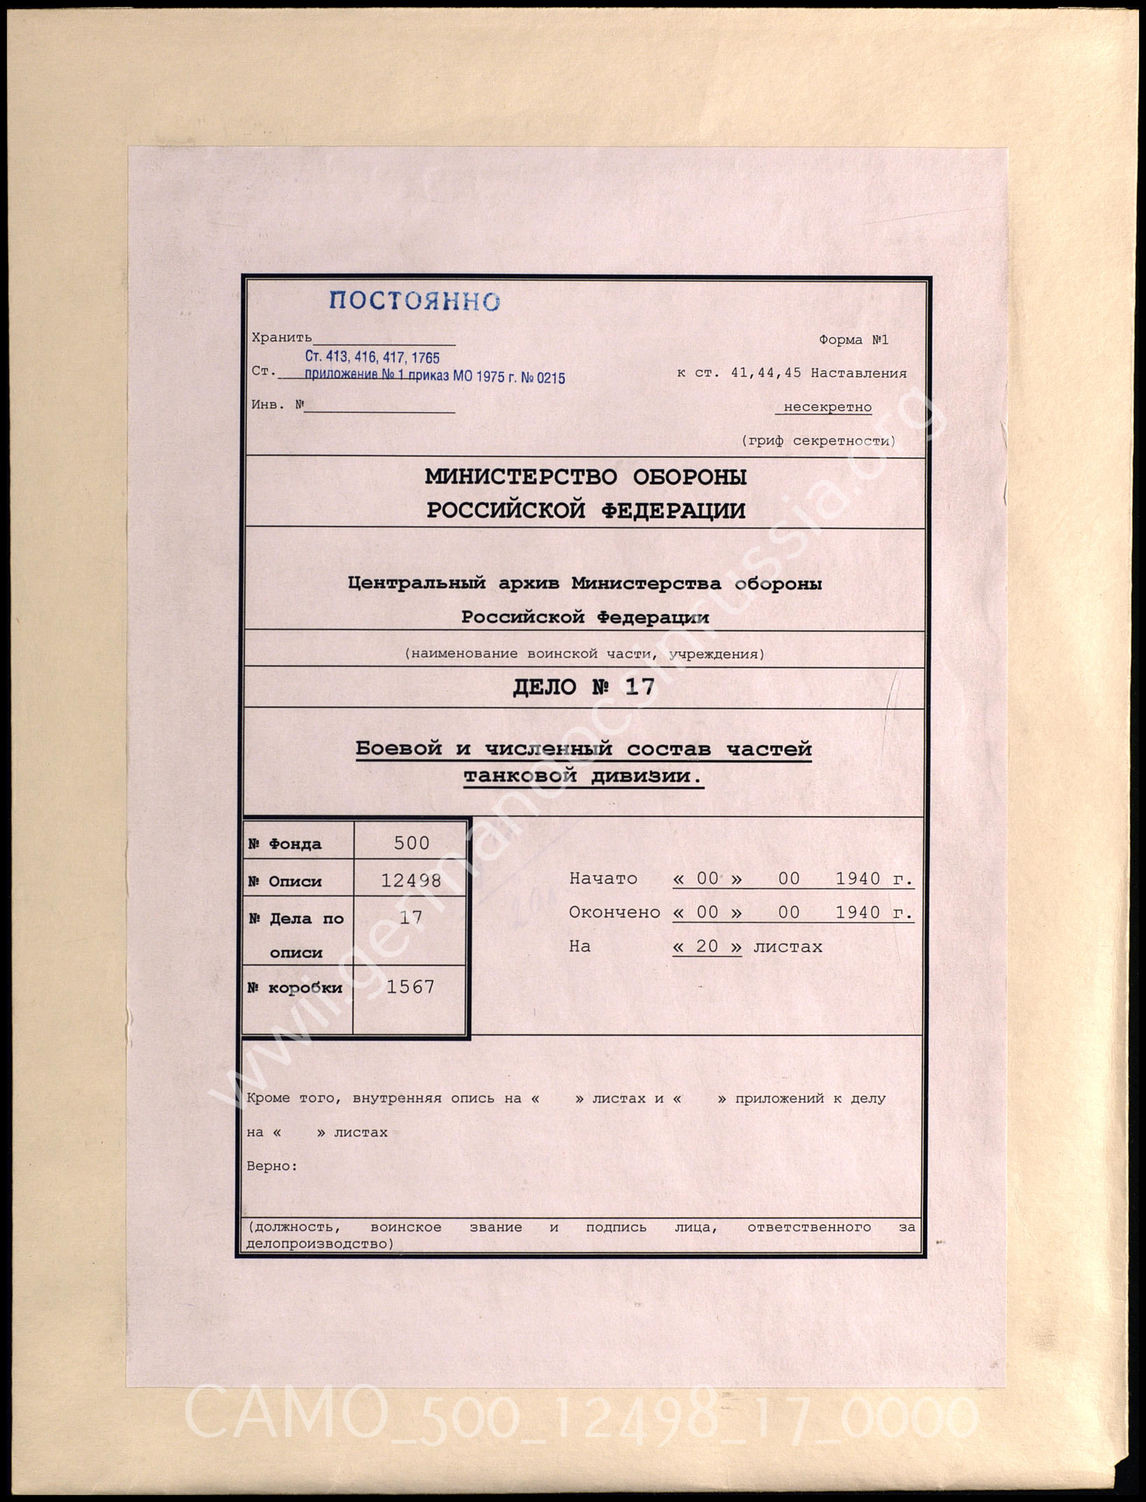 ПОСТОЯННО
Хранить
Форма №1
Ст. 413, 416, 417, 1765
Ст. приложение № 1 приказ МО 1975 г. № 0215
к ст. 41,44,45 Наставления
Инв. №
несекретно
(гриф секретности)
МИНИСТЕРСТВО ОБОРОНЫ
РОССИЙСКОЙ ФЕДЕРАЦИИ
Центральный архив Министерства обороны
Российской Федерации
(наименование воинской части, учреждения)
ДЕЛО № 17
Боевой и численный состав частей
танковой дивизии.
№ Фонда 500
№ Описи 12498
№ Дела по 17
описи
№ коробки 1567
Начато « 00 » 00 1940 г.
Окончено « 00 » 00 1940 г.
На « 20 » листах
Кроме того, внутренняя опись на « » листах и « » приложений к делу
на « » листах
Верно:
(должность, воинское звание и подпись лица, ответственного за
делопроизводство)
www.germandocsinrussia.org
CAMO_500_12498_17_0000